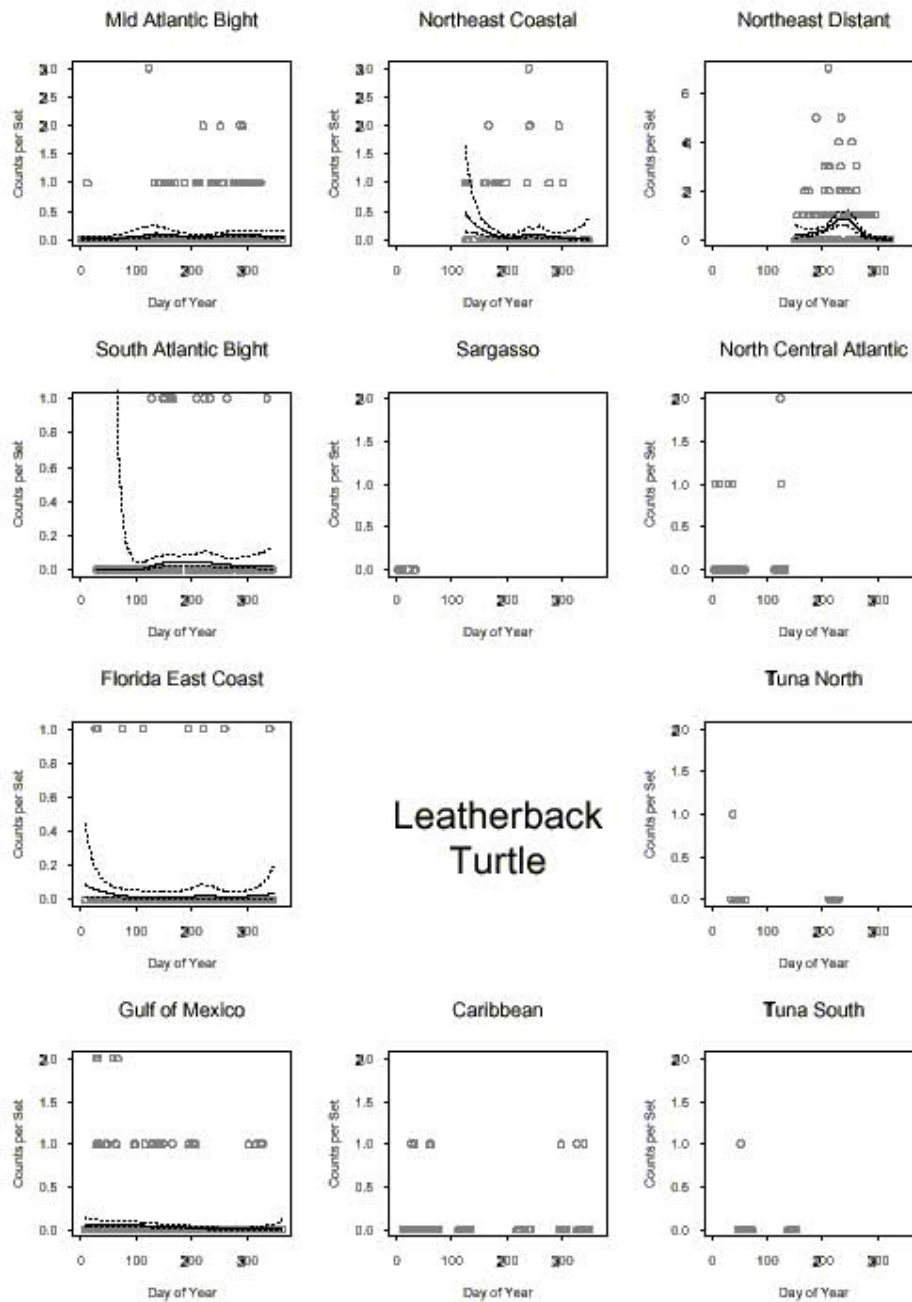 Mid Atlantic Bight
Northeast Coastal
Northeast Distant
Counts per Set
3.0
2.5
2.0
1.5
1.0
0.5
0.0
0 100 200 300
Day of Year
Counts per Set
3.0
2.5
2.0
1.5
1.0
0.5
0.0
0 100 200 300
Day of Year
Counts per Set
6
4
2
0
0 100 200 300
Day of Year
South Atlantic Bight
Sargasso
North Central Atlantic
Counts per Set
1.0
0.8
0.6
0.4
0.2
0.0
0 100 200 300
Day of Year
Counts per Set
2.0
1.5
1.0
0.5
0.0
0 100 200 300
Day of Year
Counts per Set
2.0
1.5
1.0
0.5
0.0
0 100 200 300
Day of Year
Florida East Coast
Tuna North
Counts per Set
1.0
0.8
0.6
0.4
0.2
0.0
0 100 200 300
Day of Year
Leatherback
Turtle
Counts per Set
2.0
1.5
1.0
0.5
0.0
0 100 200 300
Day of Year
Gulf of Mexico
Caribbean
Tuna South
Counts per Set
2.0
1.5
1.0
0.5
0.0
0 100 200 300
Day of Year
Counts per Set
2.0
1.5
1.0
0.5
0.0
0 100 200 300
Day of Year
Counts per Set
2.0
1.5
1.0
0.5
0.0
0 100 200 300
Day of Year